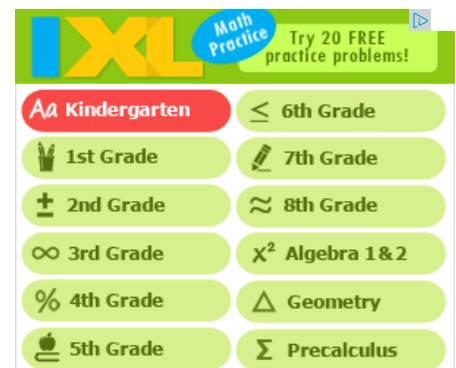 IXL
Math
Practice
Try 20 FREE
practice problems!
Aa Kindergarten
≤ 6th Grade
1st Grade
7th Grade
± 2nd Grade
≈ 8th Grade
∞ 3rd Grade
x² Algebra 1&2
% 4th Grade
△ Geometry
5th Grade
Σ Precalculus